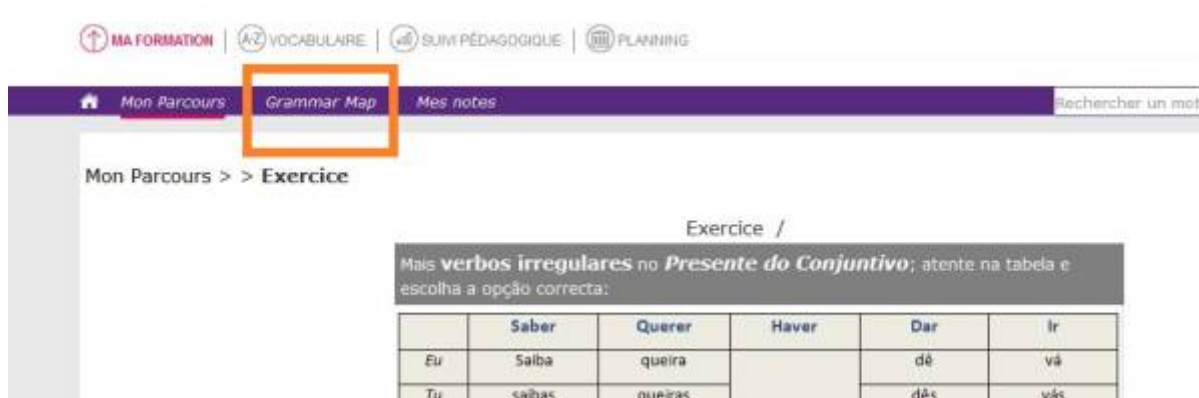 MA FORMATION | A-Z VOCABULAIRE | SUIVI PÉDAGOGIQUE | PLANNING
Mon Parcours Grammar Map Mes notes Rechercher un mot
Mon Parcours > > Exercice
Exercice /
Mais verbos irregulares no Presente do Conjuntivo; atente na tabela e
escolha a opção correcta:
Saber Querer Haver Dar Ir
Eu Saiba queira dê vá
Tu saibas queiras dês vás